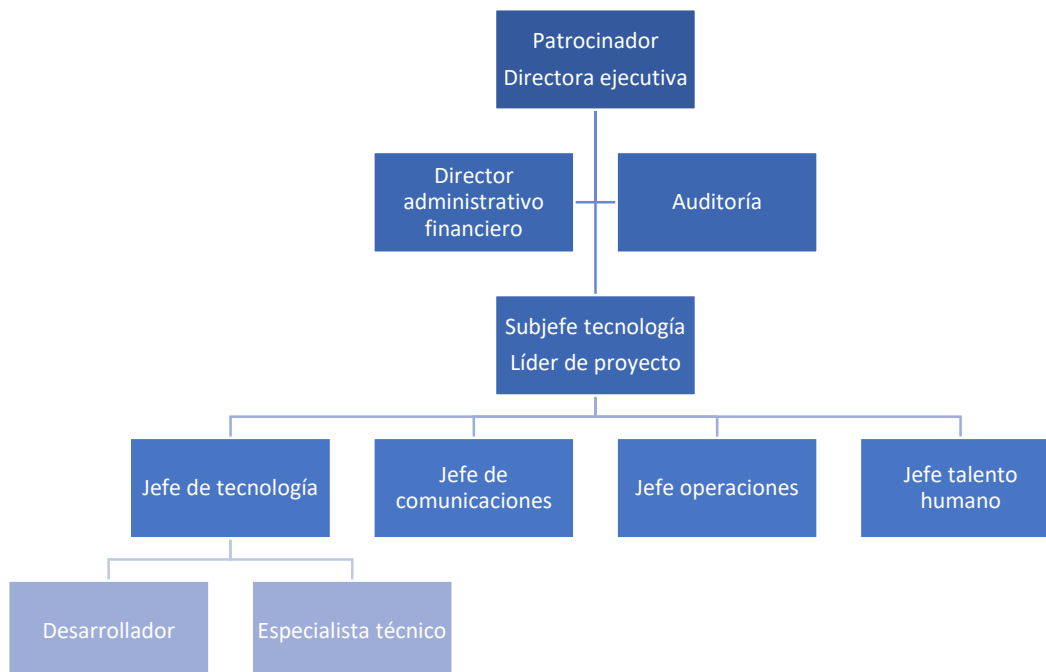 Patrocinador
Directora ejecutiva
Director
administrativo
financiero
Auditoría
Subjefe tecnología
Líder de proyecto
Jefe de tecnología
Jefe de
comunicaciones
Jefe operaciones
Jefe talento
humano
Desarrollador
Especialista técnico